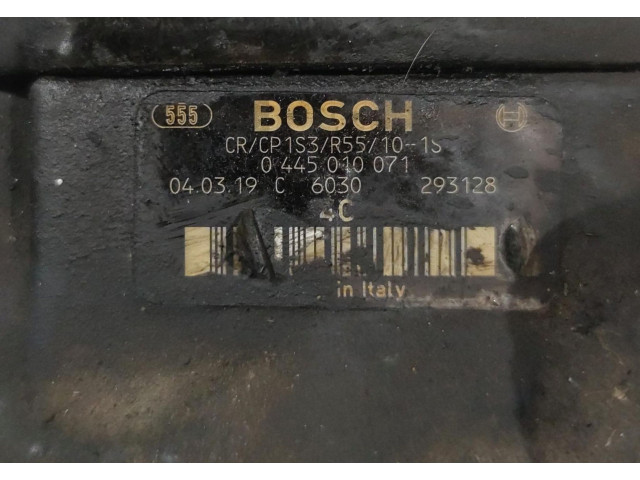 555 BOSCH
CR/CP1S3/R55/10-1S
0 445 010 071
04.03.19 C 6030 293128
4C
in Italy